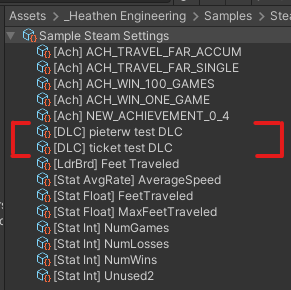 Assets > _Heathen Engineering > Samples > Stea
Sample Steam Settings
[Ach] ACH_TRAVEL_FAR_ACCUM
[Ach] ACH_TRAVEL_FAR_SINGLE
[Ach] ACH_WIN_100_GAMES
[Ach] ACH_WIN_ONE_GAME
[Ach] NEW_ACHIEVEMENT_0_4
[DLC] pieterw test DLC
[DLC] ticket test DLC
[LdrBrd] Feet Traveled
[Stat AvgRate] AverageSpeed
[Stat Float] FeetTraveled
[Stat Float] MaxFeetTraveled
[Stat Int] NumGames
[Stat Int] NumLosses
[Stat Int] NumWins
[Stat Int] Unused2